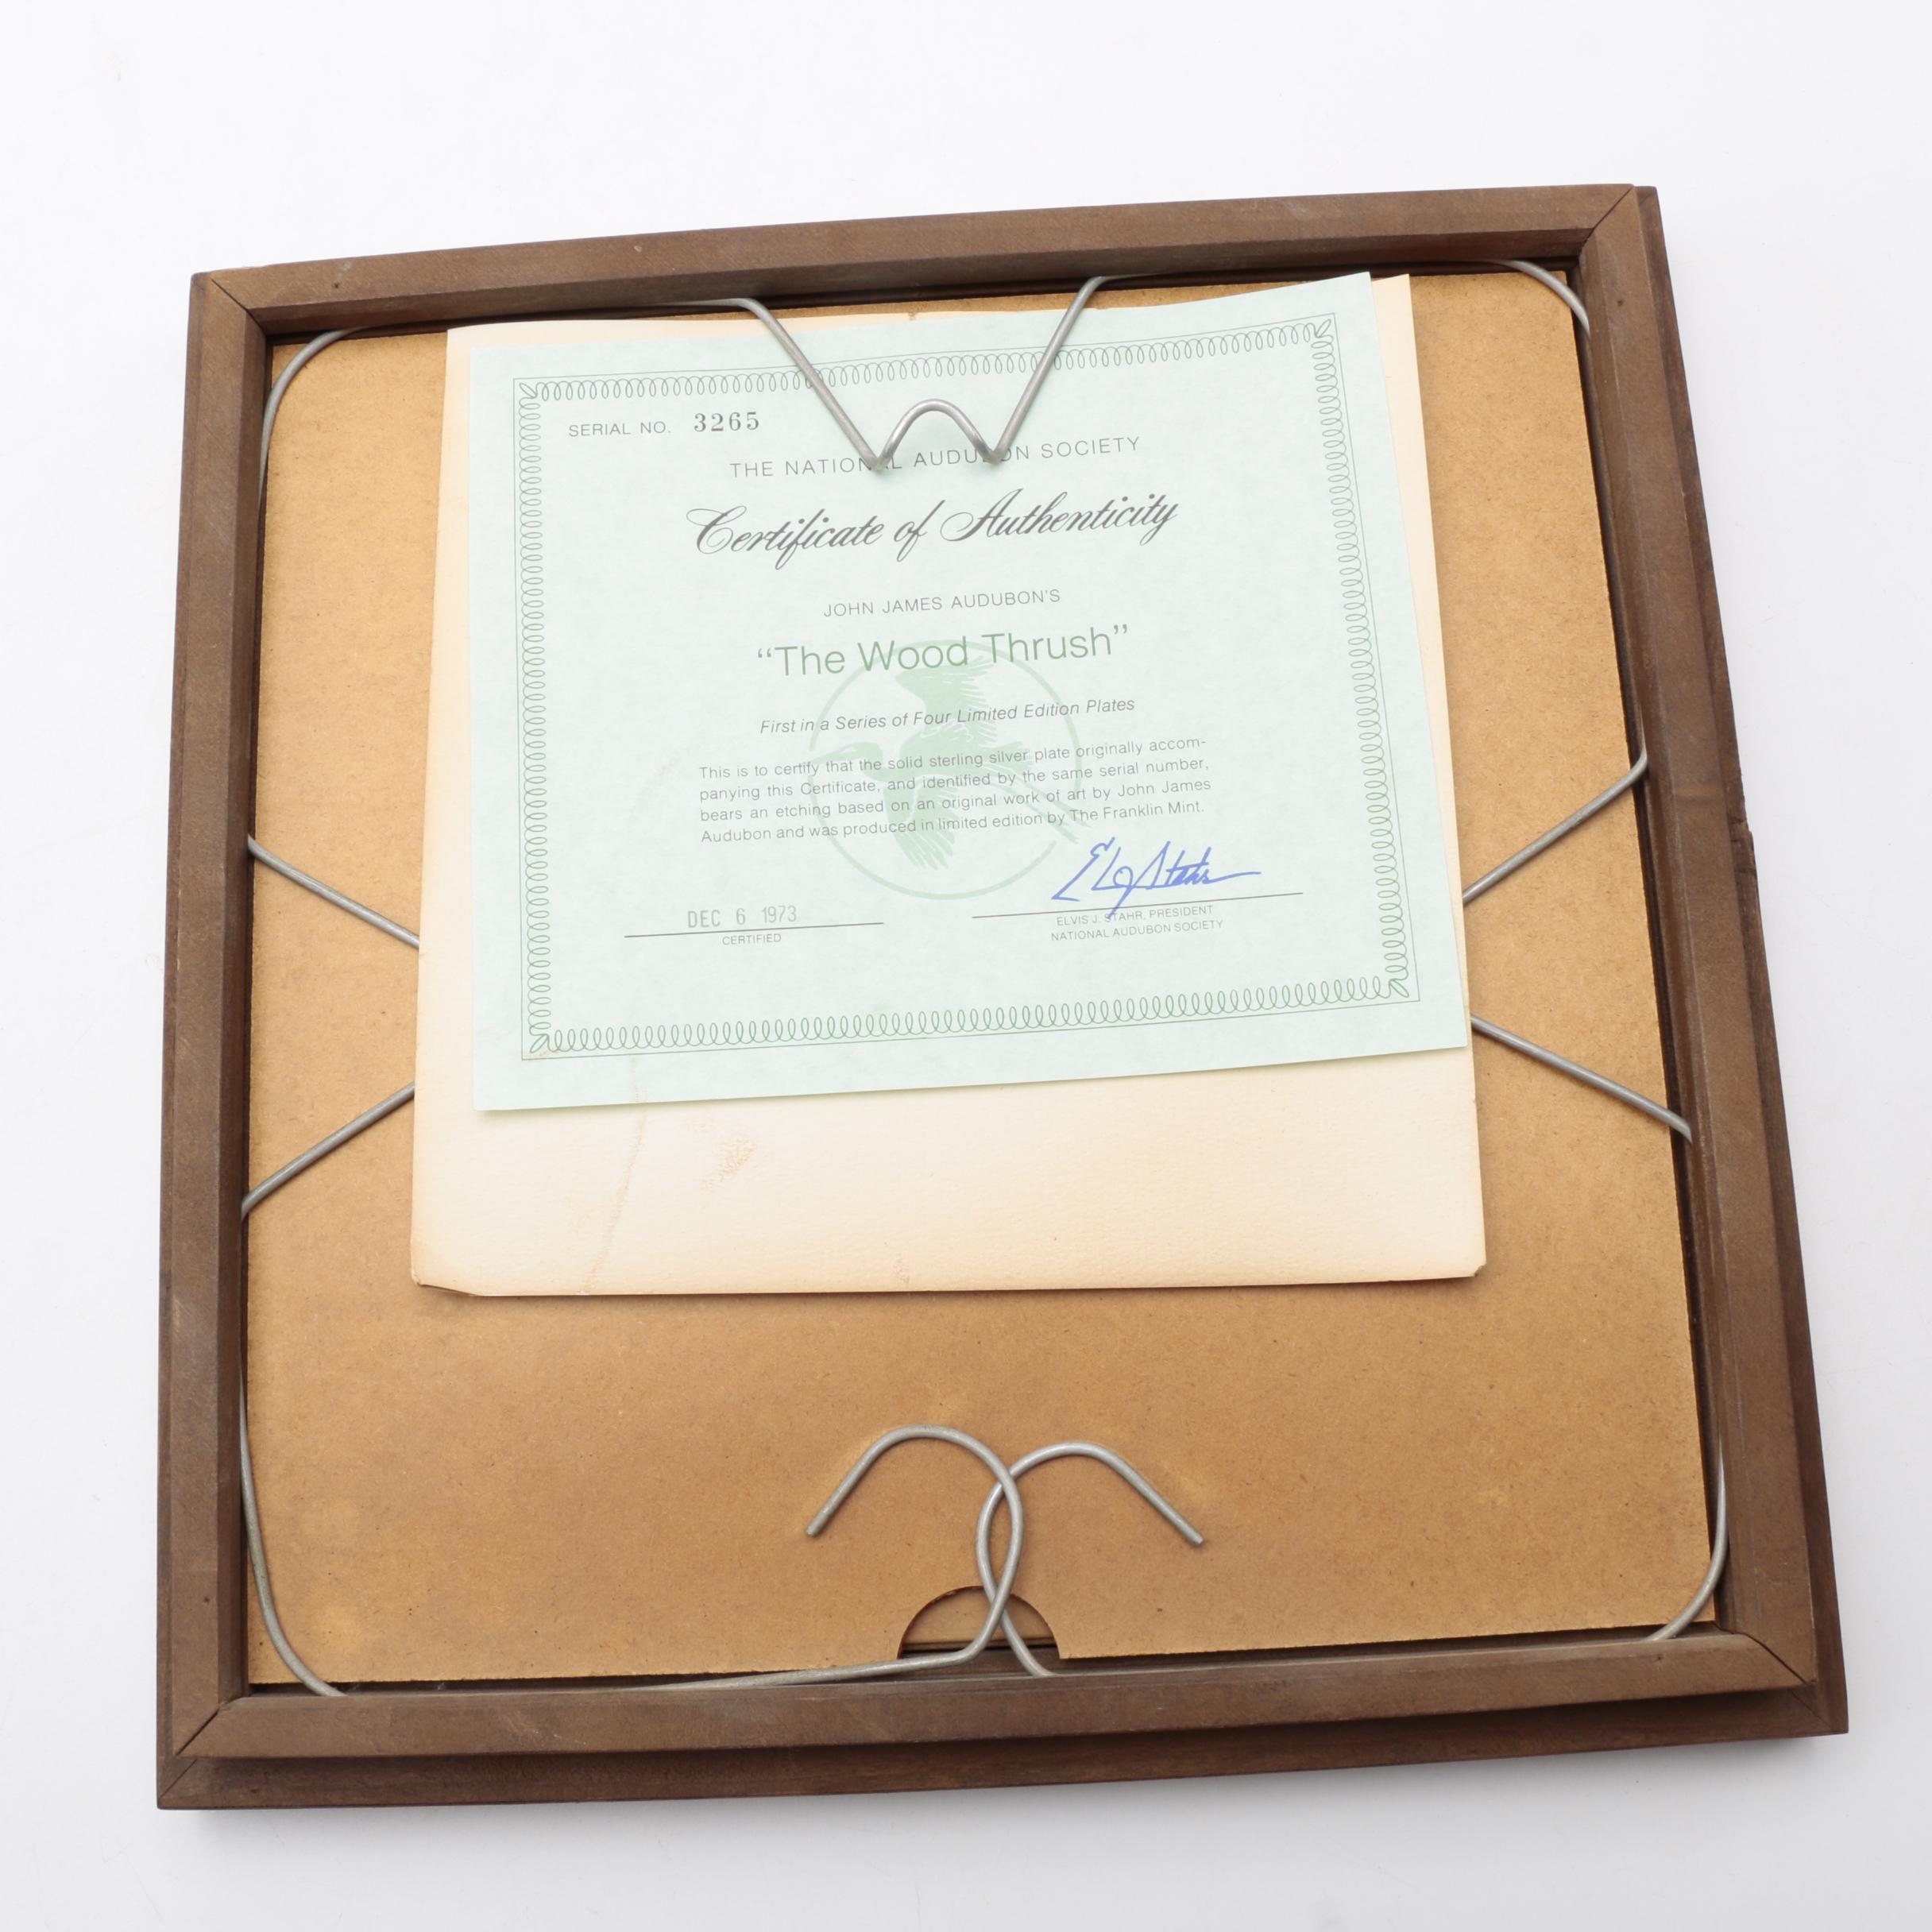 SERIAL NO. 3265
THE NATIONAL AUDUBON SOCIETY
Certificate of Authenticity
JOHN JAMES AUDUBON'S
“The Wood Thrush”
First in a Series of Four Limited Edition Plates
This is to certify that the solid sterling silver plate originally accom-
panying this Certificate, and identified by the same serial number,
bears an etching based on an original work of art by John James
Audubon and was produced in limited edition by The Franklin Mint.
Elvis J. Stahr
DEC 6 1973
CERTIFIED
ELVIS J. STAHR, PRESIDENT
NATIONAL AUDUBON SOCIETY